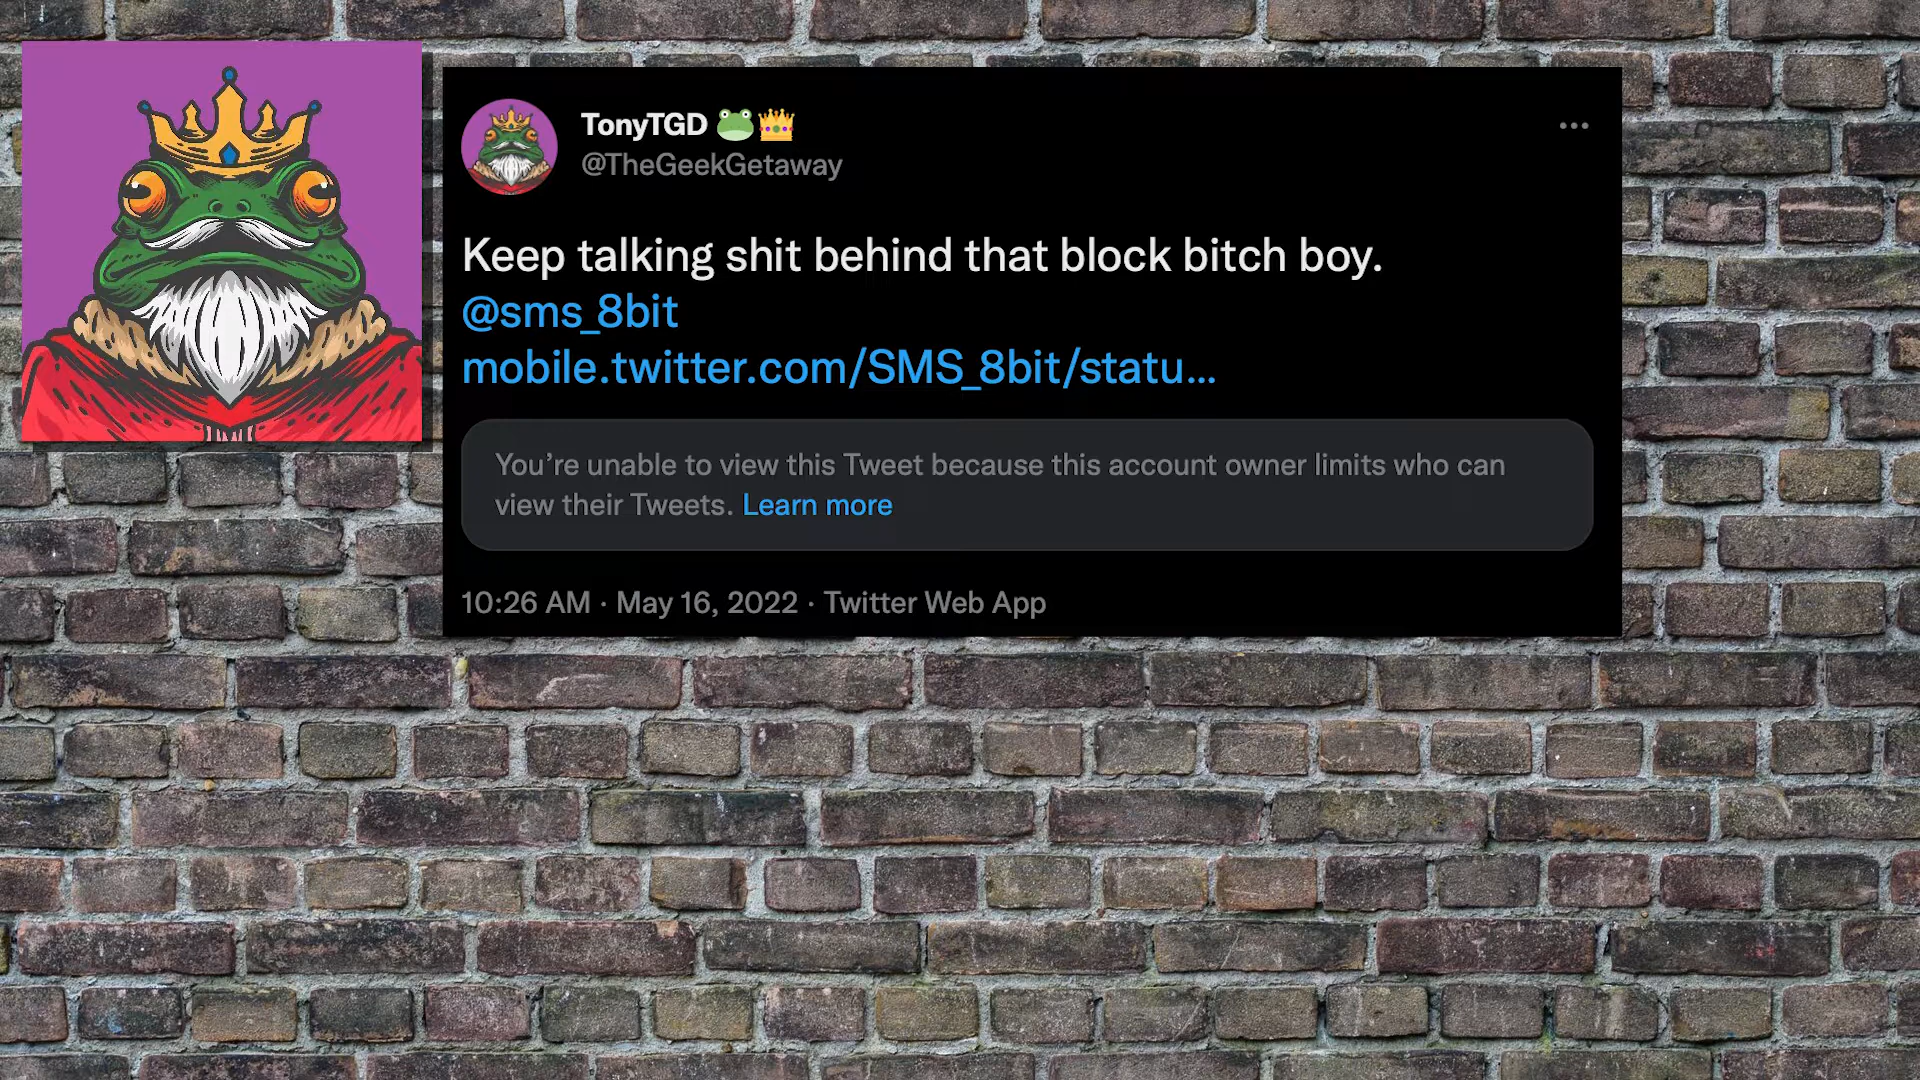 TonyTGD 🐸👑
@TheGeekGetaway
Keep talking shit behind that block bitch boy.
@sms_8bit
mobile.twitter.com/SMS_8bit/statu...
You're unable to view this Tweet because this account owner limits who can
view their Tweets. Learn more
10:26 AM · May 16, 2022 · Twitter Web App